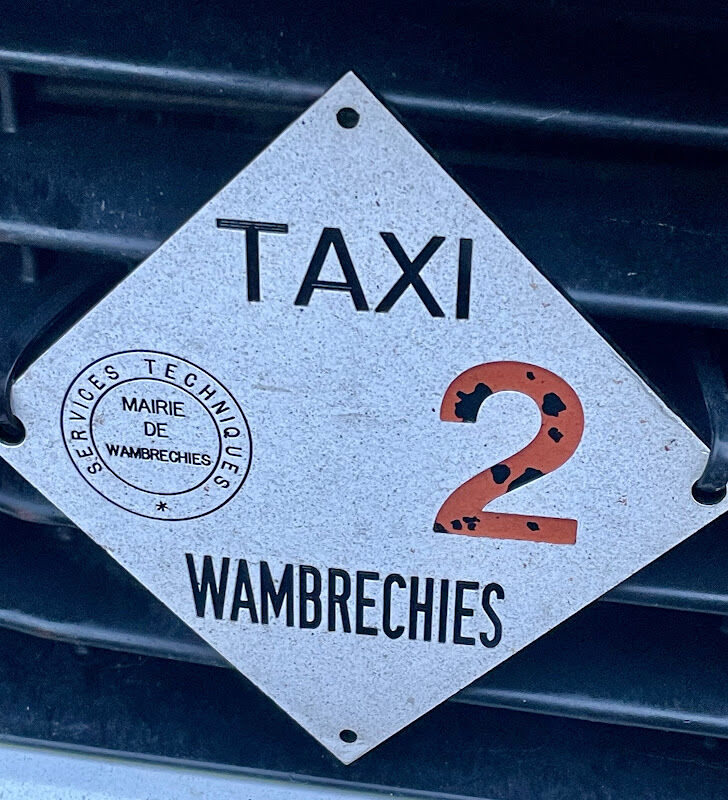 TAXI
2
SERVICES TECHNIQUES
MAIRIE
DE
WAMBRECHIES
*
WAMBRECHIES